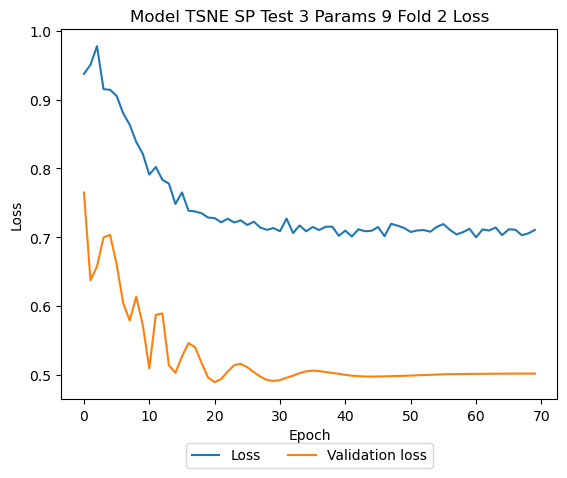 Model TSNE SP Test 3 Params 9 Fold 2 Loss
1.0
0.9
0.8
0.7
0.6
0.5
Loss
0 10 20 30 40 50 60 70
Epoch
Loss Validation loss